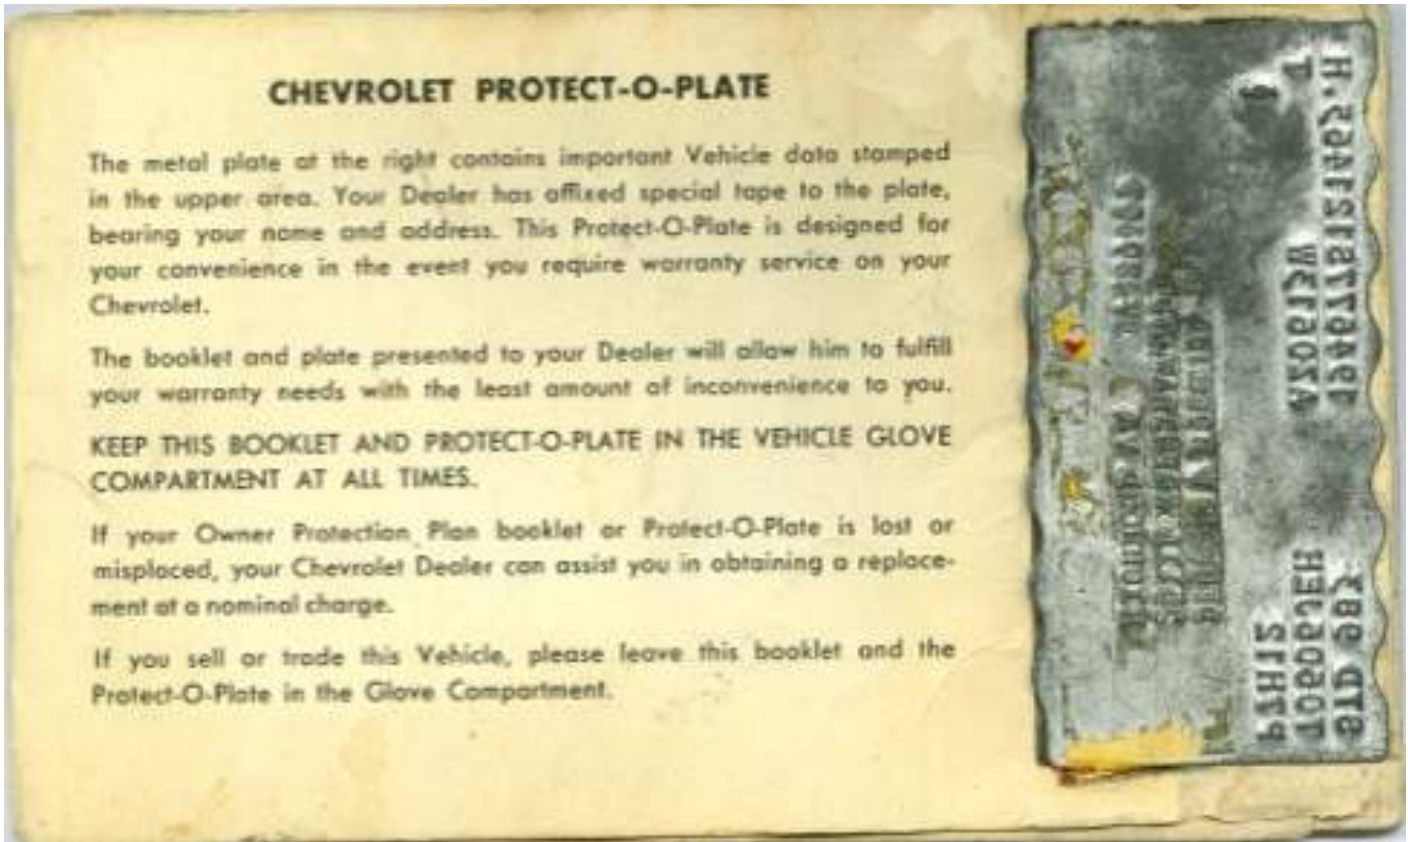 CHEVROLET PROTECT-O-PLATE
The metal plate at the right contains important Vehicle data stamped
in the upper area. Your Dealer has affixed special tape to the plate,
bearing your name and address. This Protect-O-Plate is designed for
your convenience in the event you require warranty service on your
Chevrolet.
The booklet and plate presented to your Dealer will allow him to fulfill
your warranty needs with the least amount of inconvenience to you.
KEEP THIS BOOKLET AND PROTECT-O-PLATE IN THE VEHICLE GLOVE
COMPARTMENT AT ALL TIMES.
If your Owner Protection Plan booklet or Protect-O-Plate is lost or
misplaced, your Chevrolet Dealer can assist you in obtaining a replace-
ment at a nominal charge.
If you sell or trade this Vehicle, please leave this booklet and the
Protect-O-Plate in the Glove Compartment.
STD 983
P7H12